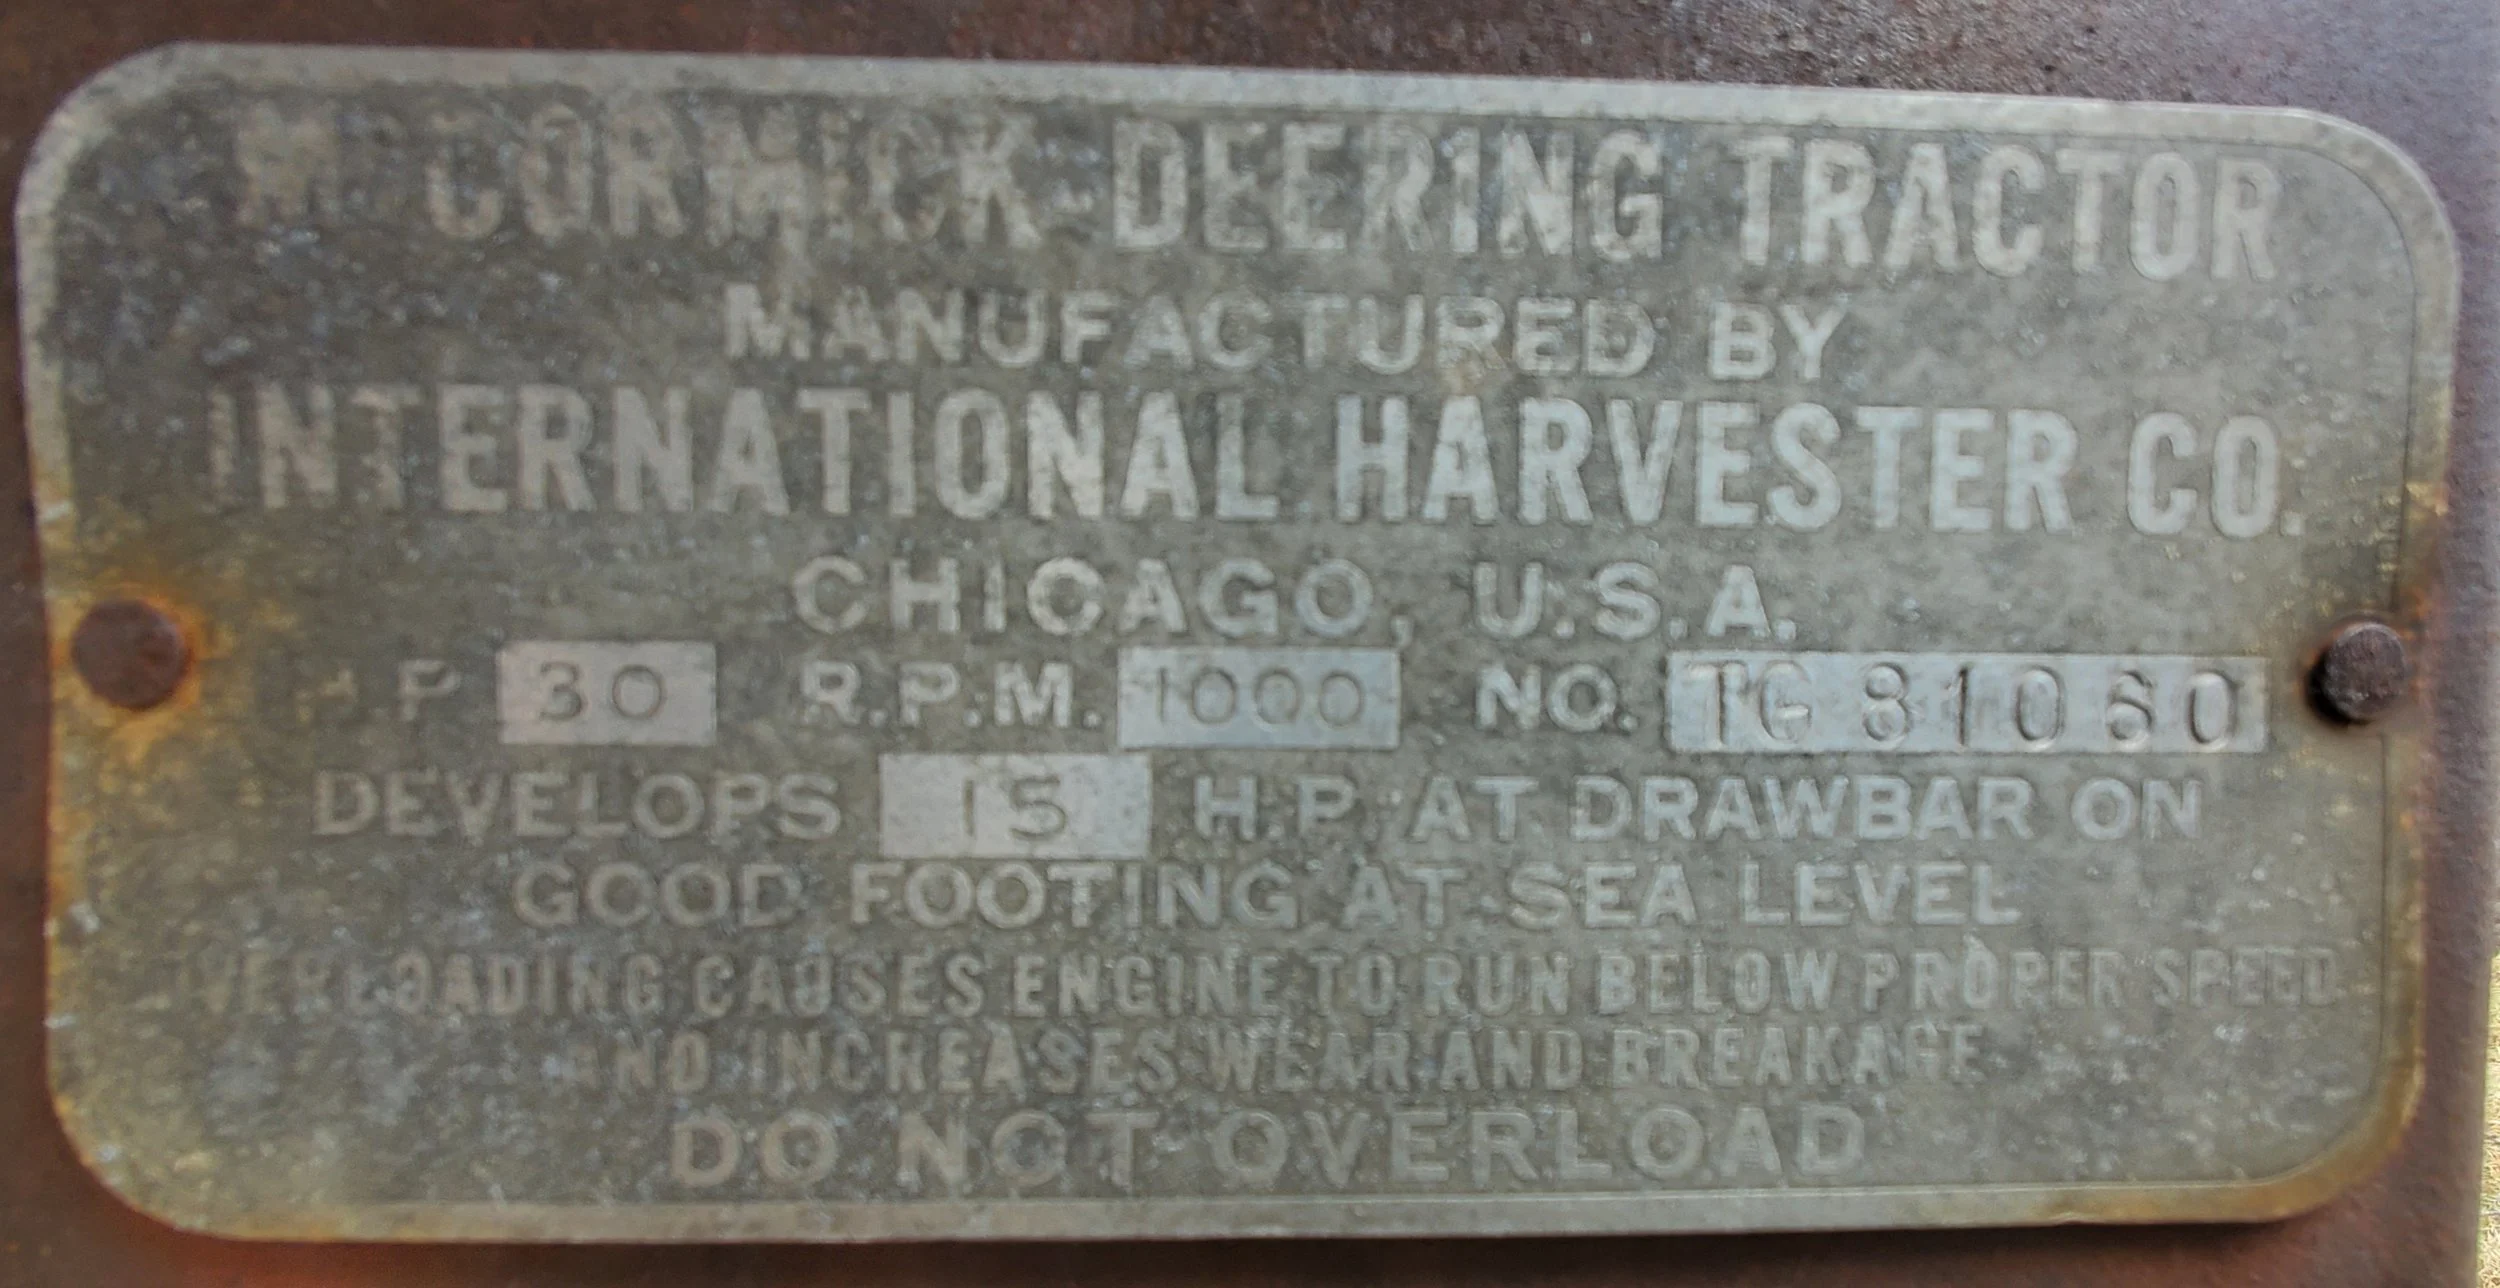 McCORMICK-DEERING TRACTOR
MANUFACTURED BY
INTERNATIONAL HARVESTER CO.
CHICAGO, U.S.A.
H.P. 30 R.P.M. 1000 NO. TG 81060
DEVELOPS 15 H.P. AT DRAWBAR ON
GOOD FOOTING AT SEA LEVEL
OVERLOADING CAUSES ENGINE TO RUN BELOW PROPER SPEED
AND INCREASES WEAR AND BREAKAGE
DO NOT OVERLOAD